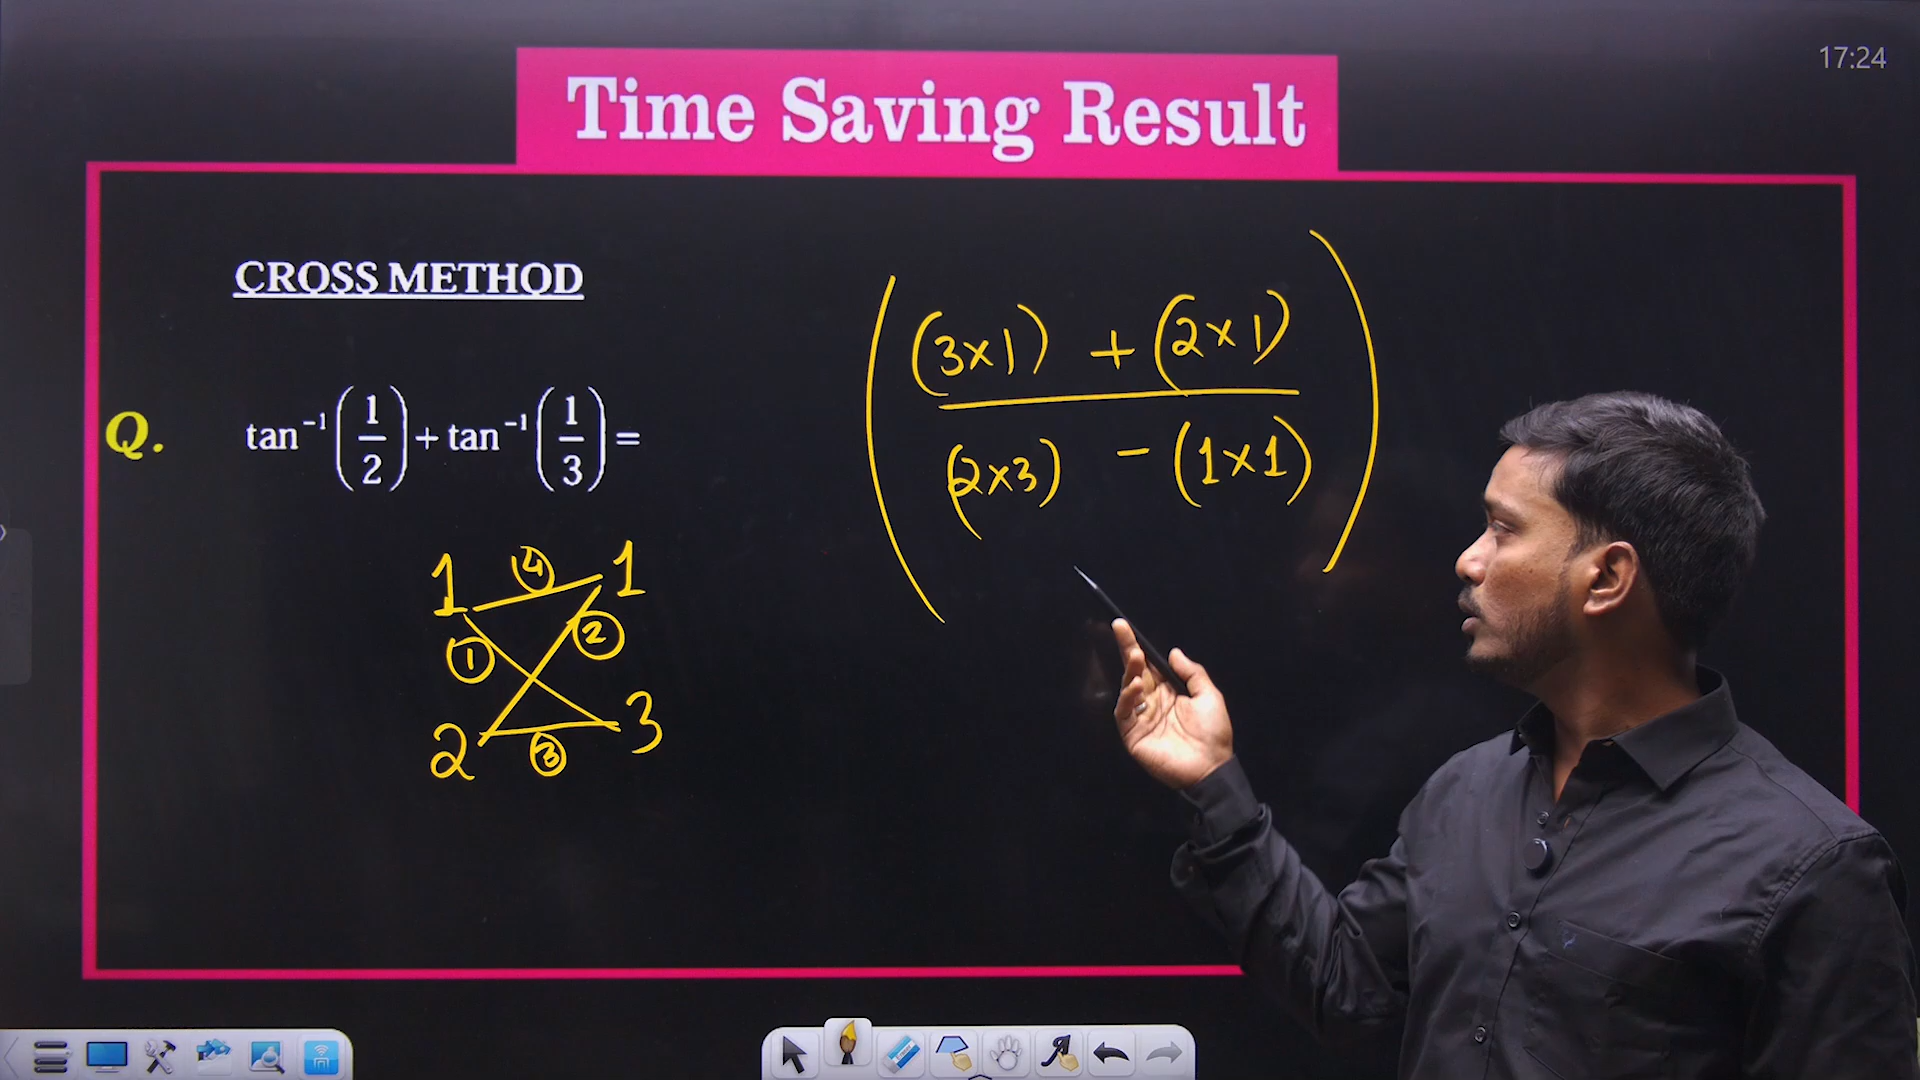 17:24
Time Saving Result
CROSS METHOD
Q. tan⁻¹(1/2) + tan⁻¹(1/3) =
((3×1) + (2×1)
(2×3) - (1×1))
1 ④ 1
① ②
2 ③ 3